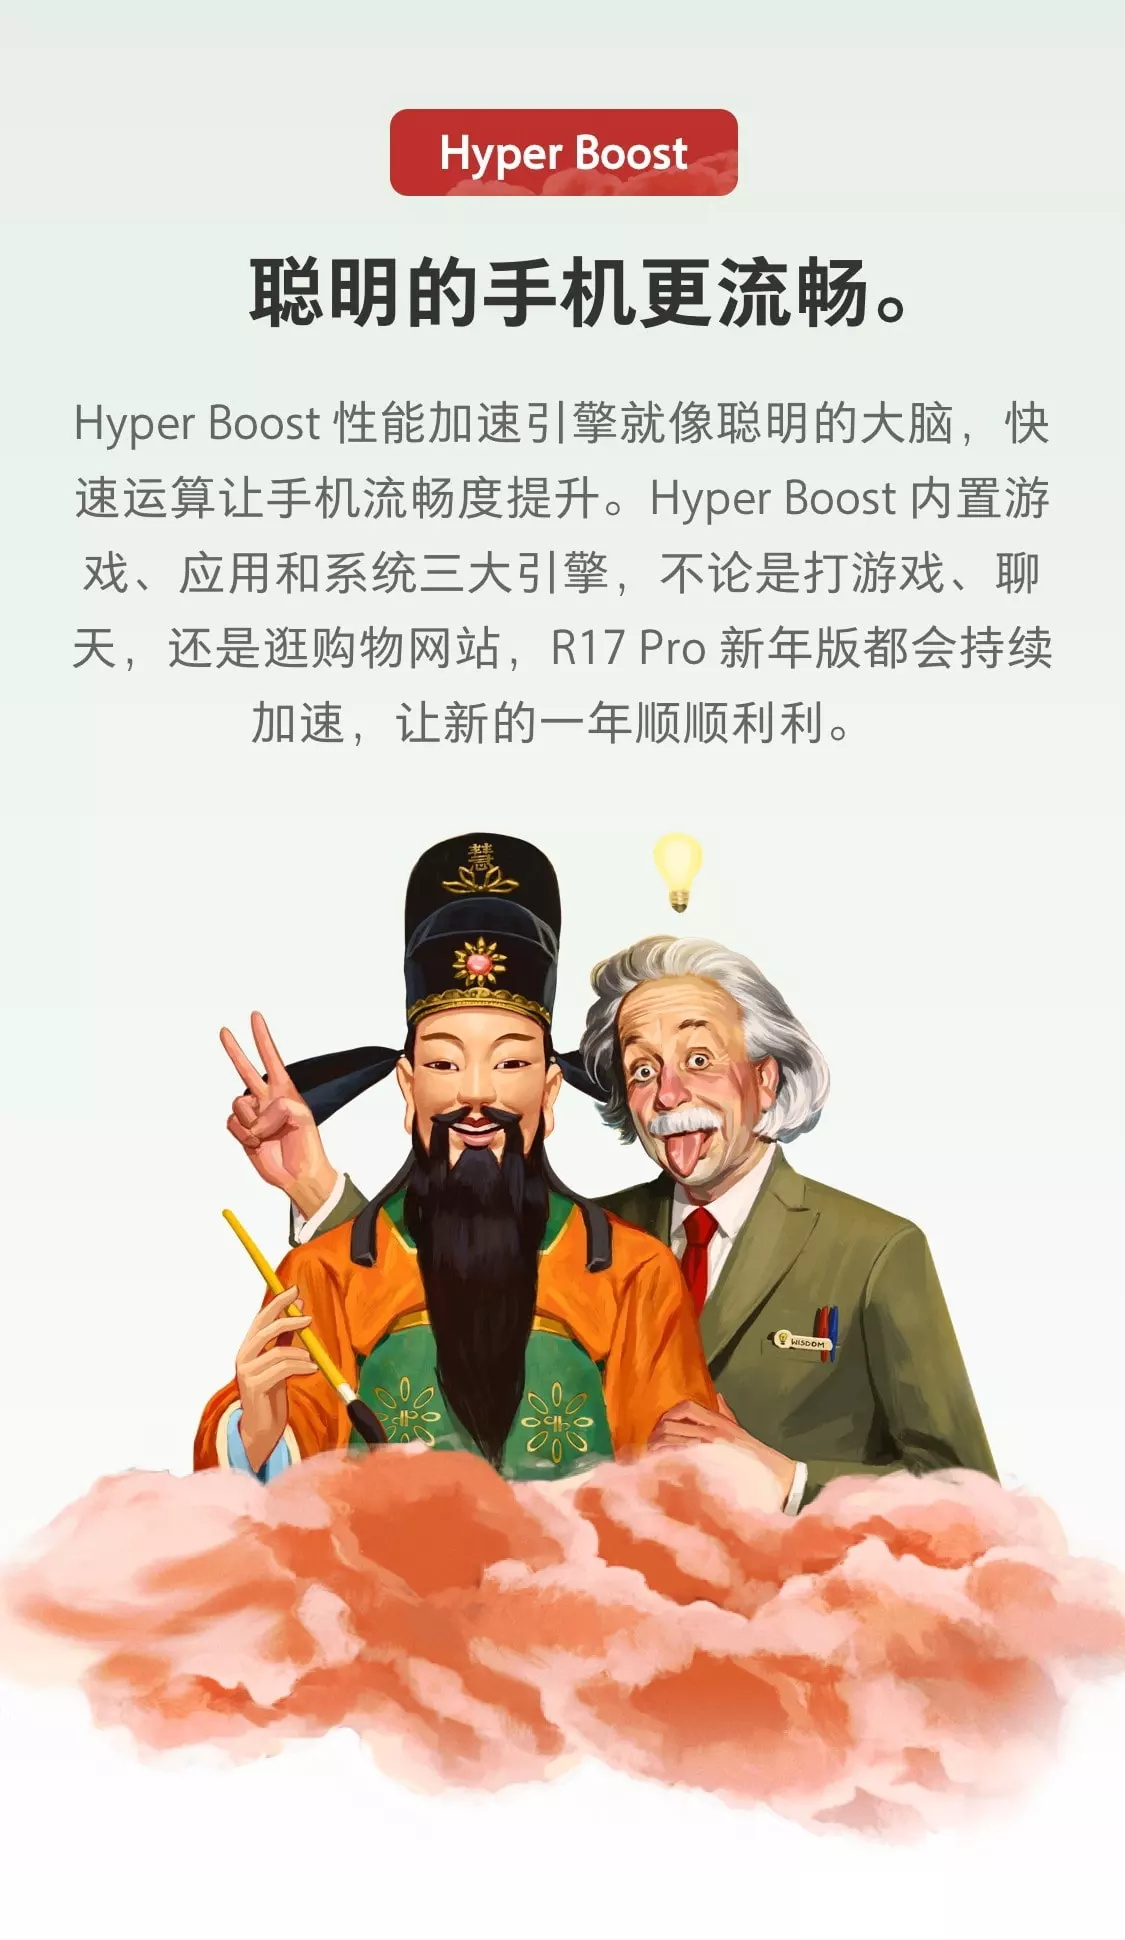 Hyper Boost
聪明的手机更流畅。
Hyper Boost 性能加速引擎就像聪明的大脑，快
速运算让手机流畅度提升。Hyper Boost 内置游
戏、应用和系统三大引擎，不论是打游戏、聊
天，还是逛购物网站，R17 Pro 新年版都会持续
加速，让新的一年顺顺利利。
慧
WISDOM